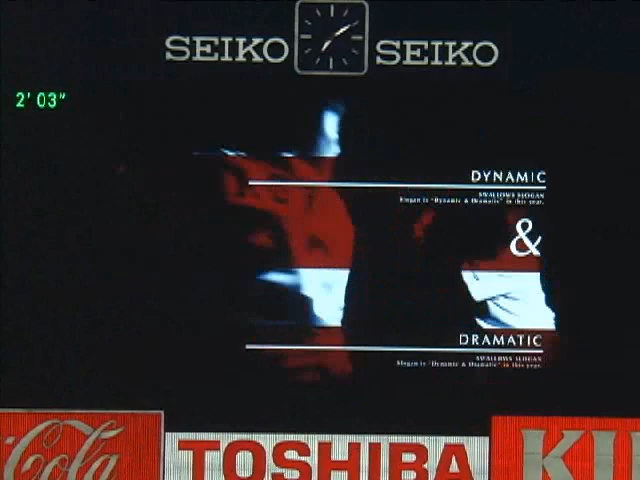 SEIKO SEIKO
2' 03"
DYNAMIC
SWALLOWS SLOGAN
Slogan is "Dynamic & Dramatic" in this year.
&
DRAMATIC
SWALLOWS SLOGAN
Slogan is "Dynamic & Dramatic" in this year.
Cola
TOSHIBA
KI